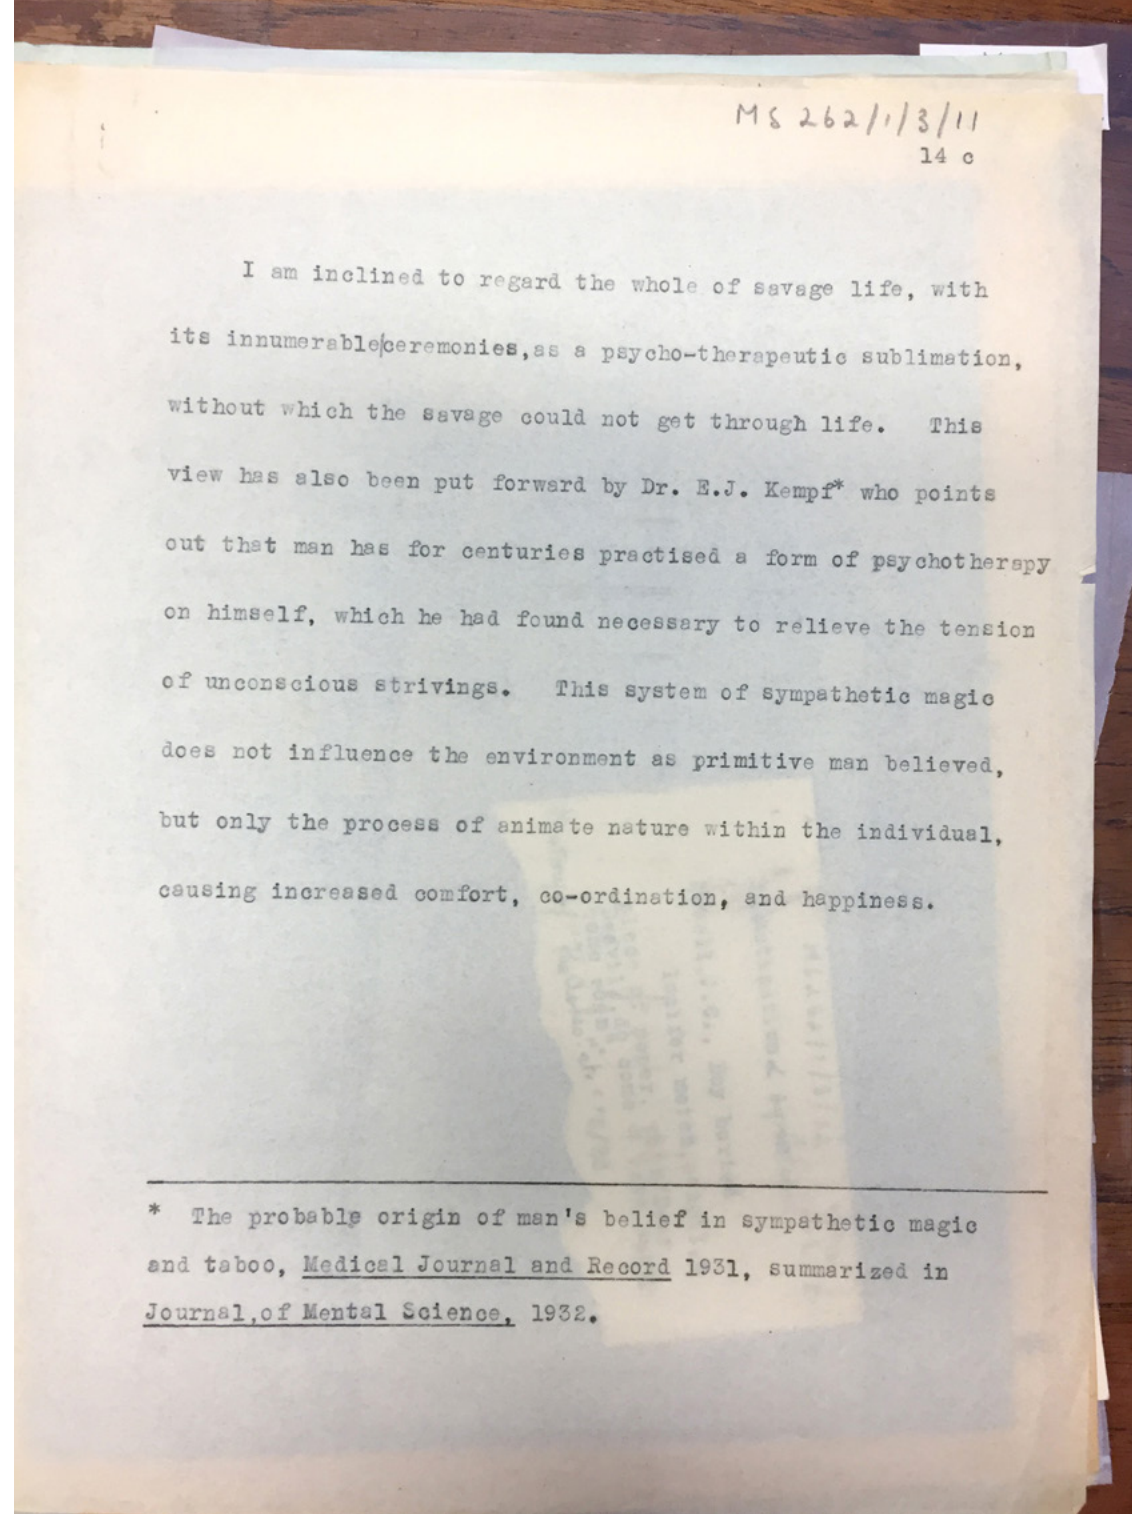 MS 262/1/3/11
14 c
I am inclined to regard the whole of savage life, with
its innumerable/ceremonies,as a psycho-therapeutic sublimation,
without which the savage could not get through life. This
view has also been put forward by Dr. E.J. Kempf* who points
out that man has for centuries practised a form of psychotherapy
on himself, which he had found necessary to relieve the tension
of unconscious strivings. This system of sympathetic magic
does not influence the environment as primitive man believed,
but only the process of animate nature within the individual,
causing increased comfort, co-ordination, and happiness.
* The probable origin of man's belief in sympathetic magic
and taboo, Medical Journal and Record 1931, summarized in
Journal,of Mental Science, 1932.